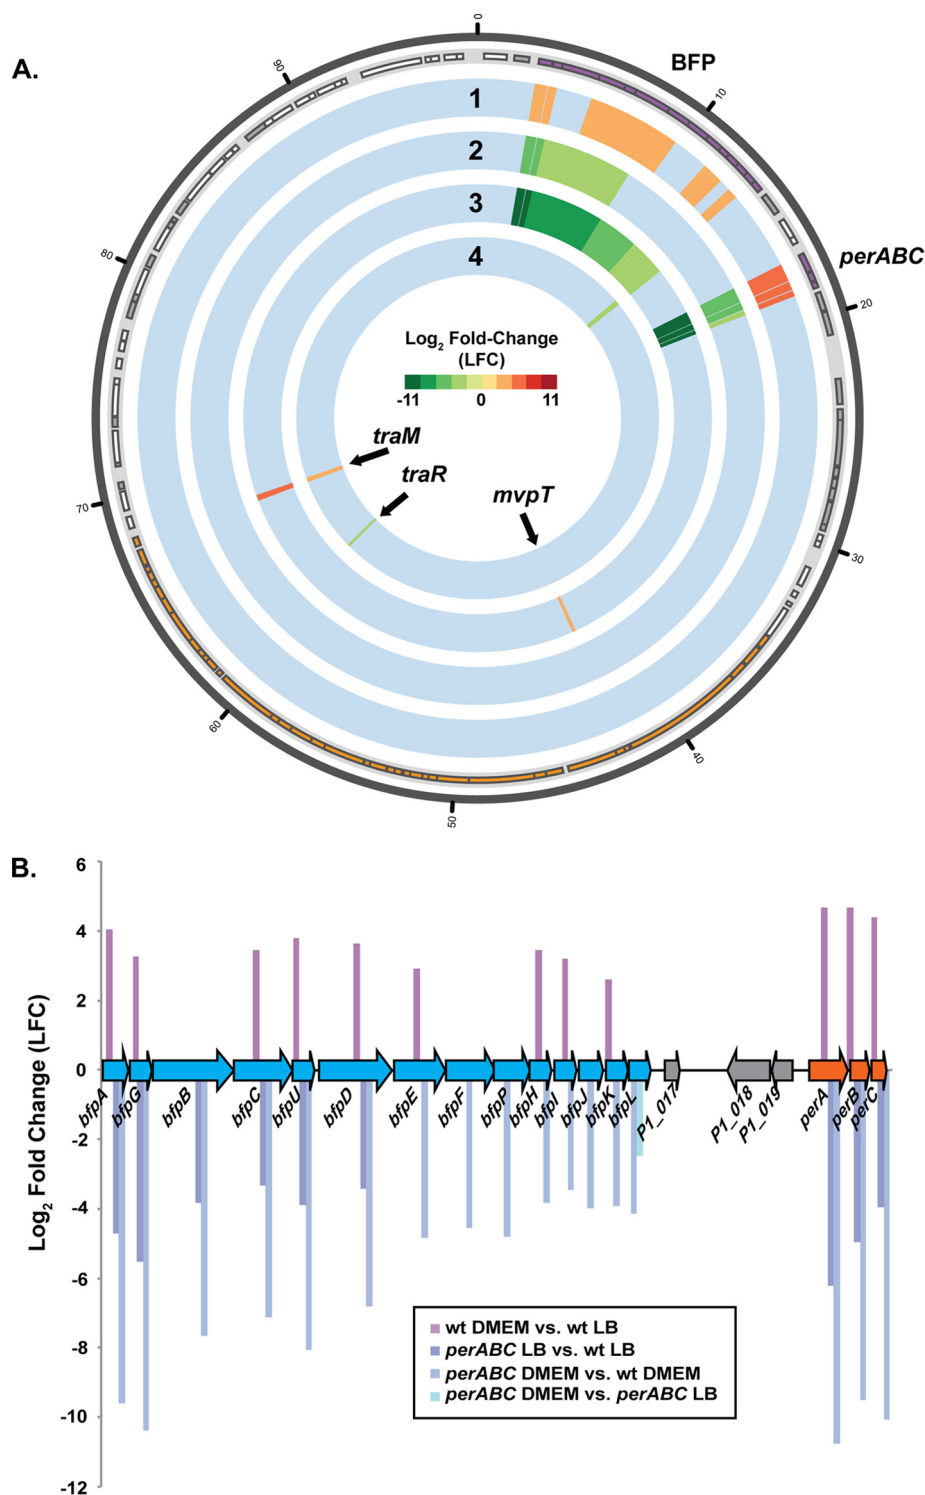 A.
0
10
20
30
40
50
60
70
80
90
BFP
perABC
1
2
3
4
Log2 Fold-Change
(LFC)
-11 0 11
traM
traR
mvpT
B.
Log2 Fold Change (LFC)
6
4
2
0
-2
-4
-6
-8
-10
-12
bfpA
bfpG
bfpB
bfpC
bfpU
bfpD
bfpE
bfpF
bfpP
bfpH
bfpI
bfpJ
bfpK
bfpL
P1_017
P1_018
P1_019
perA
perB
perC
wt DMEM vs. wt LB
perABC LB vs. wt LB
perABC DMEM vs. wt DMEM
perABC DMEM vs. perABC LB